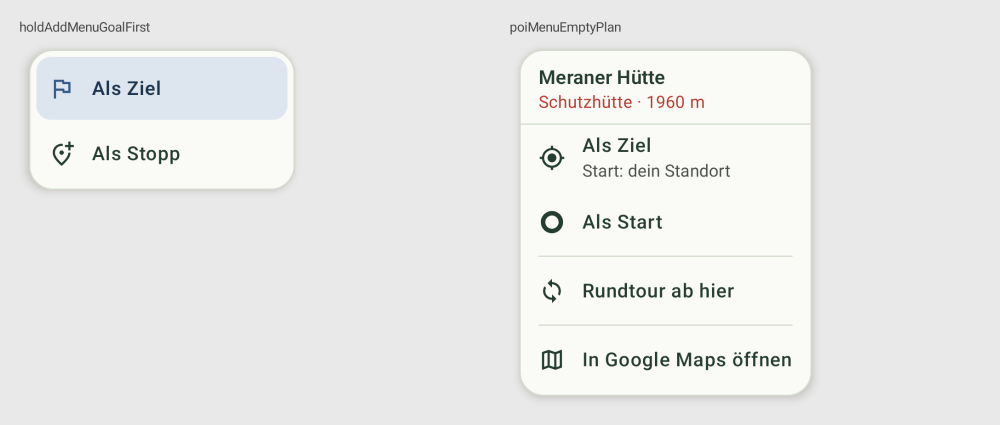 holdAddMenuGoalFirst
Als Ziel
Als Stopp
poiMenuEmptyPlan
Meraner Hütte
Schutzhütte · 1960 m
Als Ziel
Start: dein Standort
Als Start
Rundtour ab hier
In Google Maps öffnen